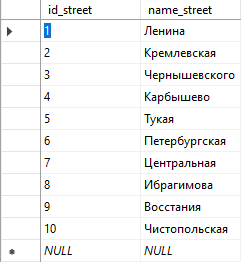 id_street name_street
1 Ленина
2 Кремлевская
3 Чернышевского
4 Карбышево
5 Тукая
6 Петербургская
7 Центральная
8 Ибрагимова
9 Восстания
10 Чистопольская
NULL NULL